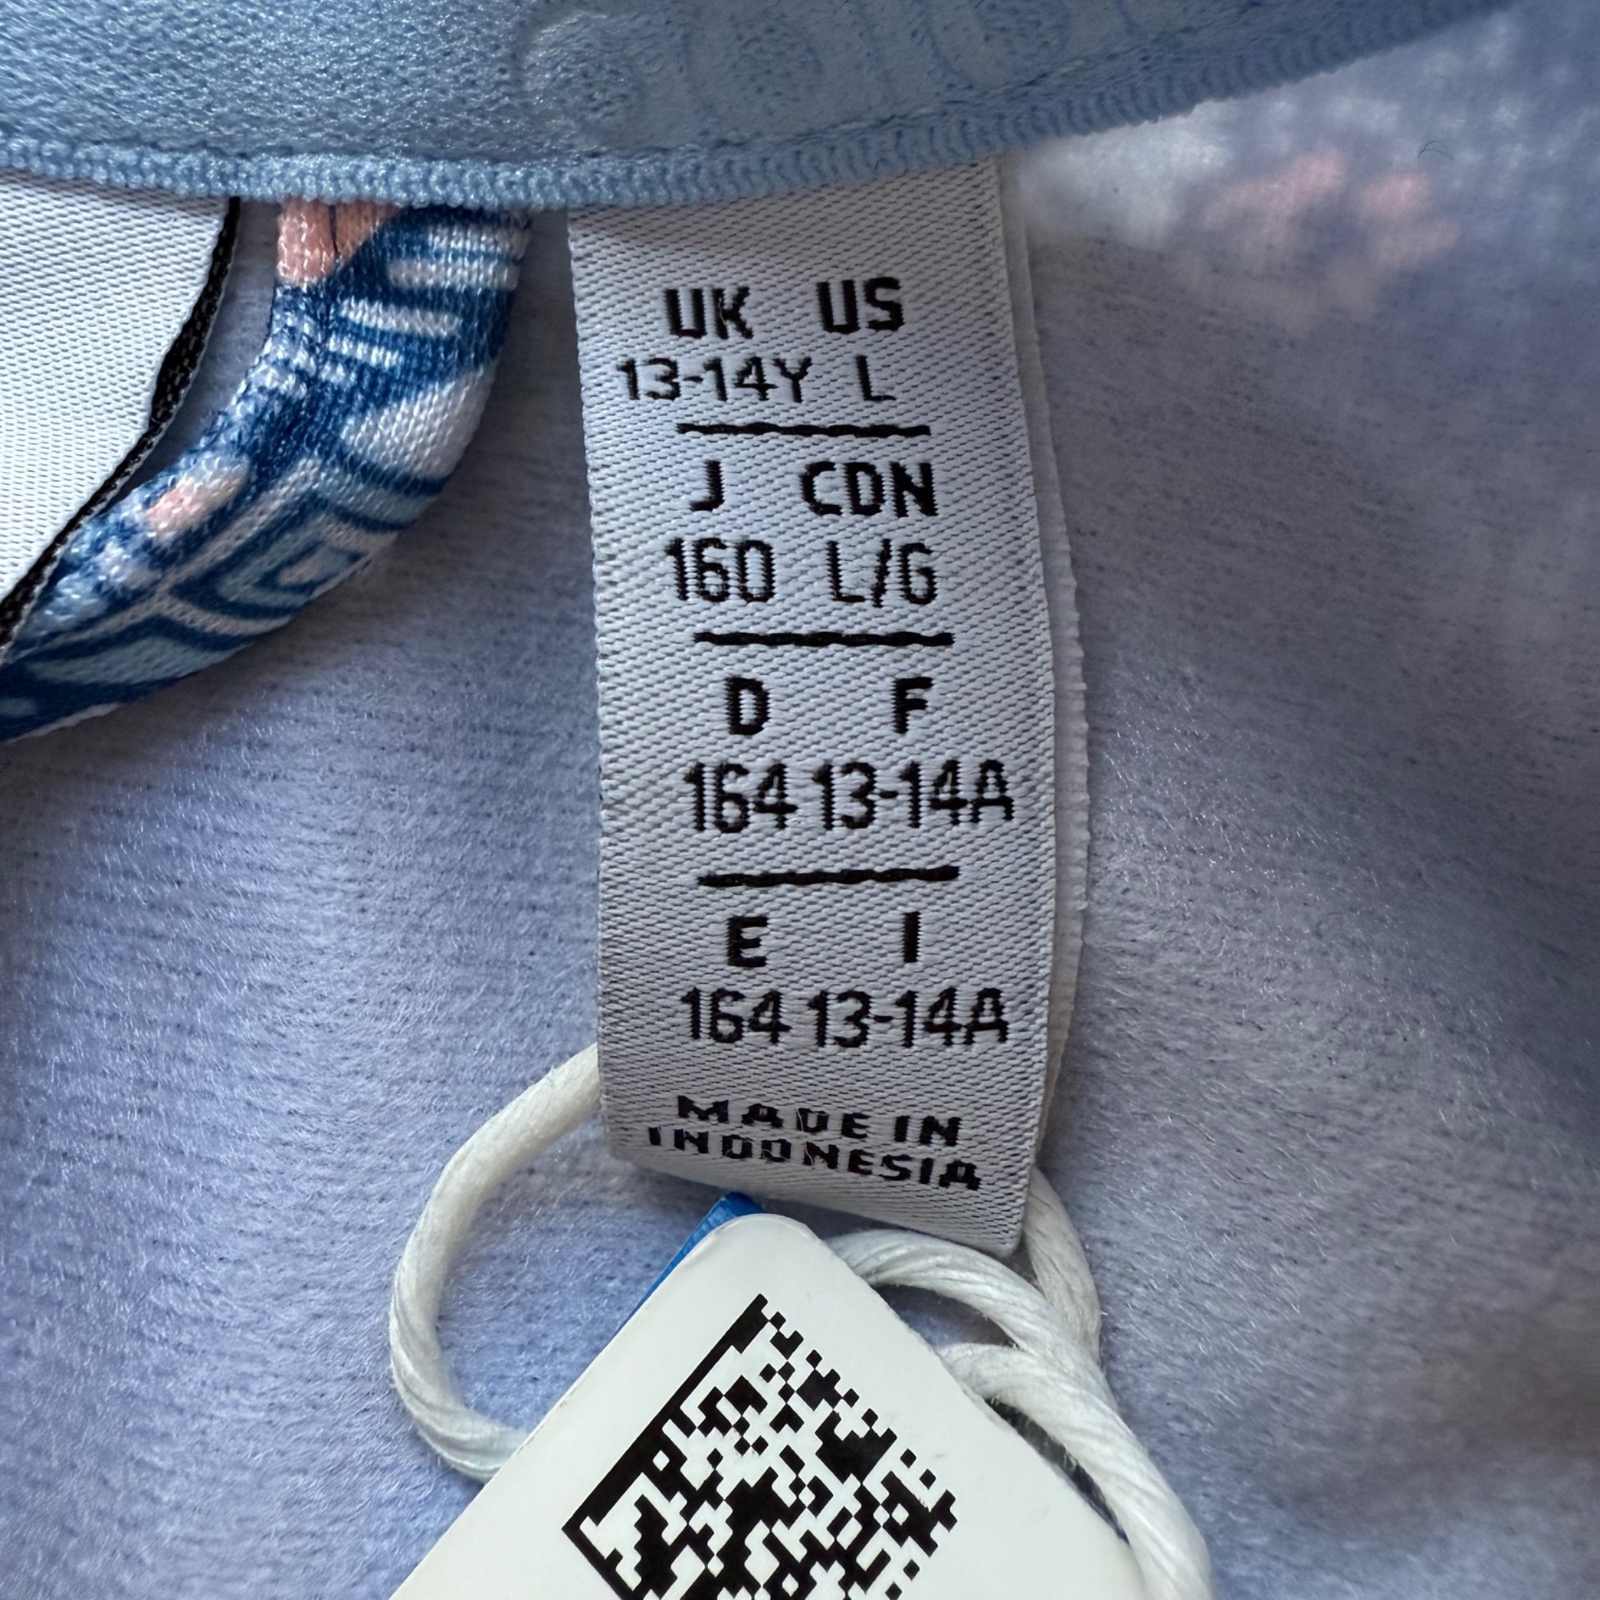 UK US
13-14Y L
J CDN
160 L/G
D F
164 13-14A
E I
164 13-14A
MADE IN
INDONESIA